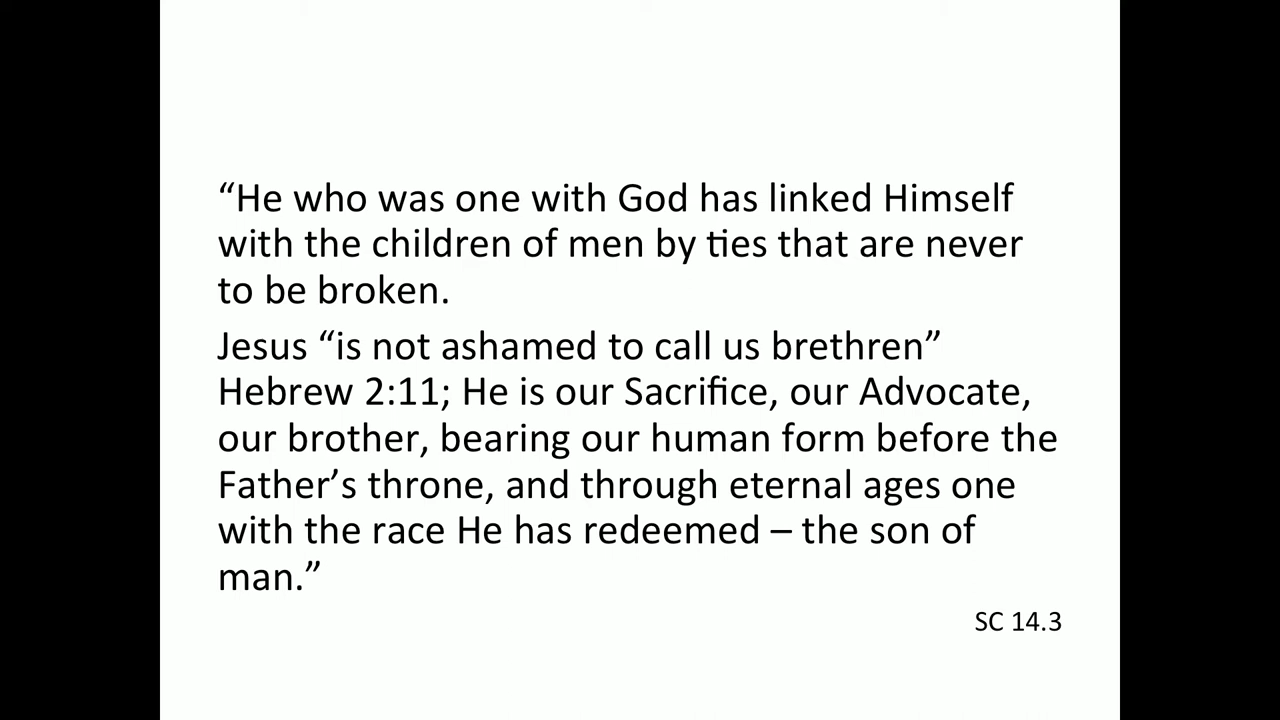 “He who was one with God has linked Himself
with the children of men by ties that are never
to be broken.
Jesus “is not ashamed to call us brethren”
Hebrew 2:11; He is our Sacrifice, our Advocate,
our brother, bearing our human form before the
Father’s throne, and through eternal ages one
with the race He has redeemed – the son of
man.”
SC 14.3